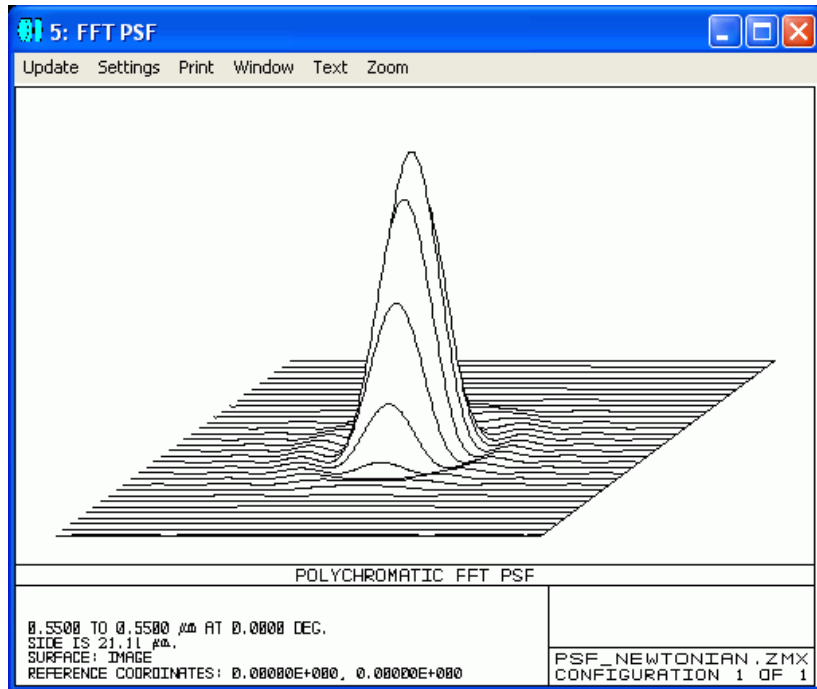 5: FFT PSF
Update Settings Print Window Text Zoom
POLYCHROMATIC FFT PSF
0.5500 TO 0.5500 µm AT 0.0000 DEG.
SIDE IS 21.11 µm.
SURFACE: IMAGE
REFERENCE COORDINATES: 0.00000E+000, 0.00000E+000
PSF_NEWTONIAN.ZMX
CONFIGURATION 1 OF 1